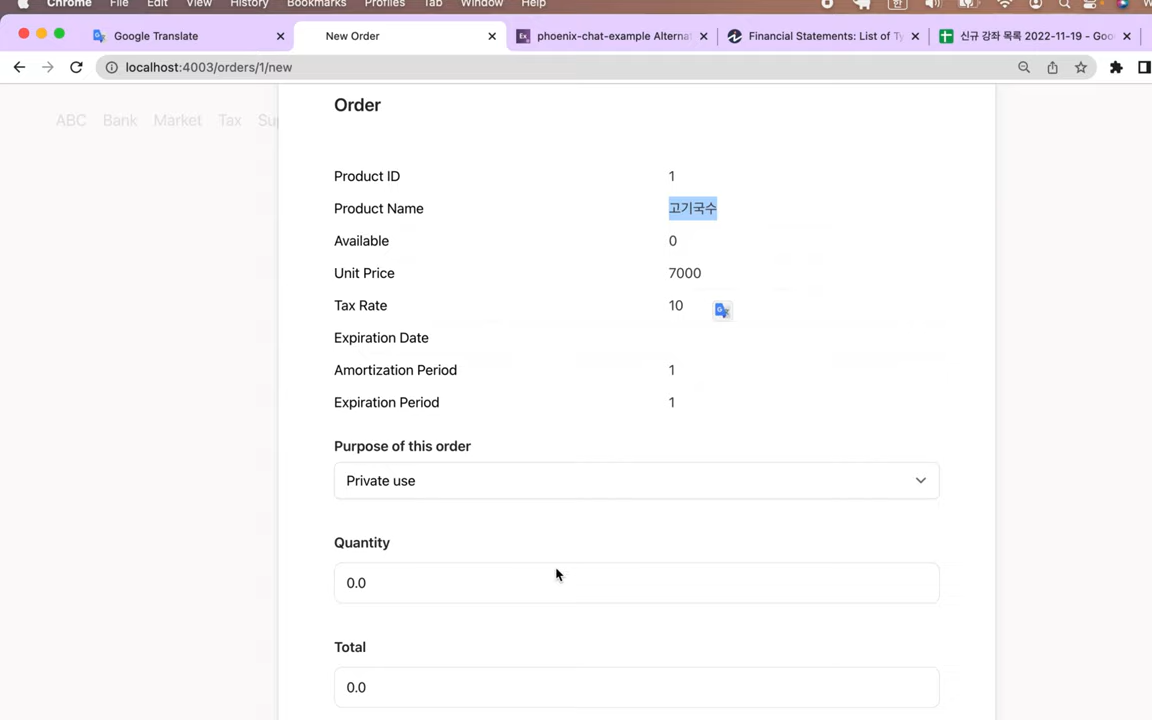 Chrome File Edit View History Bookmarks Profiles Tab Window Help
Google Translate
New Order
phoenix-chat-example Alterna
Financial Statements: List of Ty
신규 강좌 목록 2022-11-19 - Goo
localhost:4003/orders/1/new
ABC Bank Market Tax Su
Order
Product ID 1
Product Name 고기국수
Available 0
Unit Price 7000
Tax Rate 10
Expiration Date
Amortization Period 1
Expiration Period 1
Purpose of this order
Private use
Quantity
0.0
Total
0.0